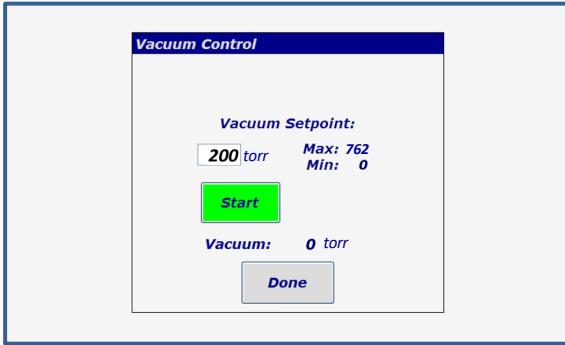 Vacuum Control
Vacuum Setpoint:
200 torr Max: 762
Min: 0
Start
Vacuum: 0 torr
Done